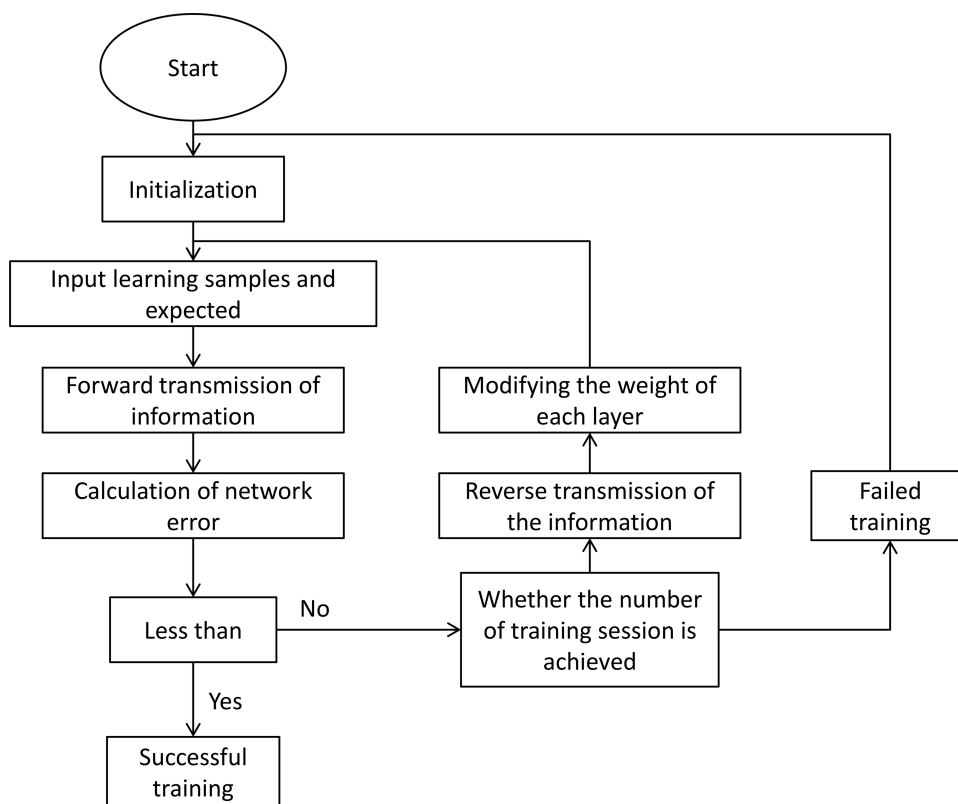 Start
Initialization
Input learning samples and
expected
Forward transmission of
information
Modifying the weight of
each layer
Calculation of network
error
Reverse transmission of
the information
Failed
training
Less than
No
Whether the number
of training session is
achieved
Yes
Successful
training